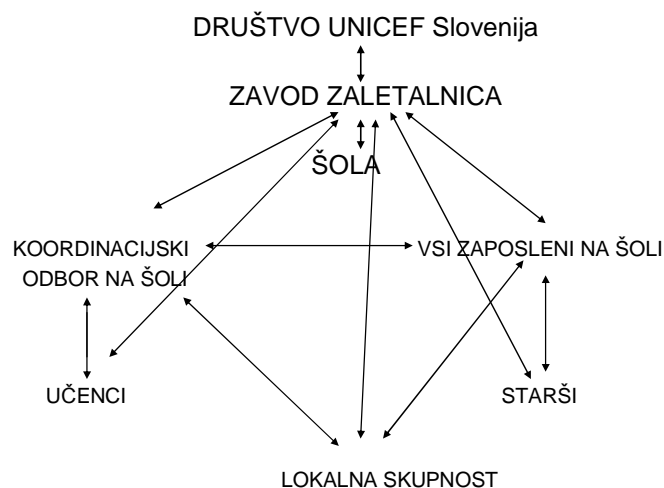 DRUŠTVO UNICEF Slovenija
ZAVOD ZALETALNICA
ŠOLA
KOORDINACIJSKI
ODBOR NA ŠOLI
VSI ZAPOSLENI NA ŠOLI
UČENCI
STARŠI
LOKALNA SKUPNOST